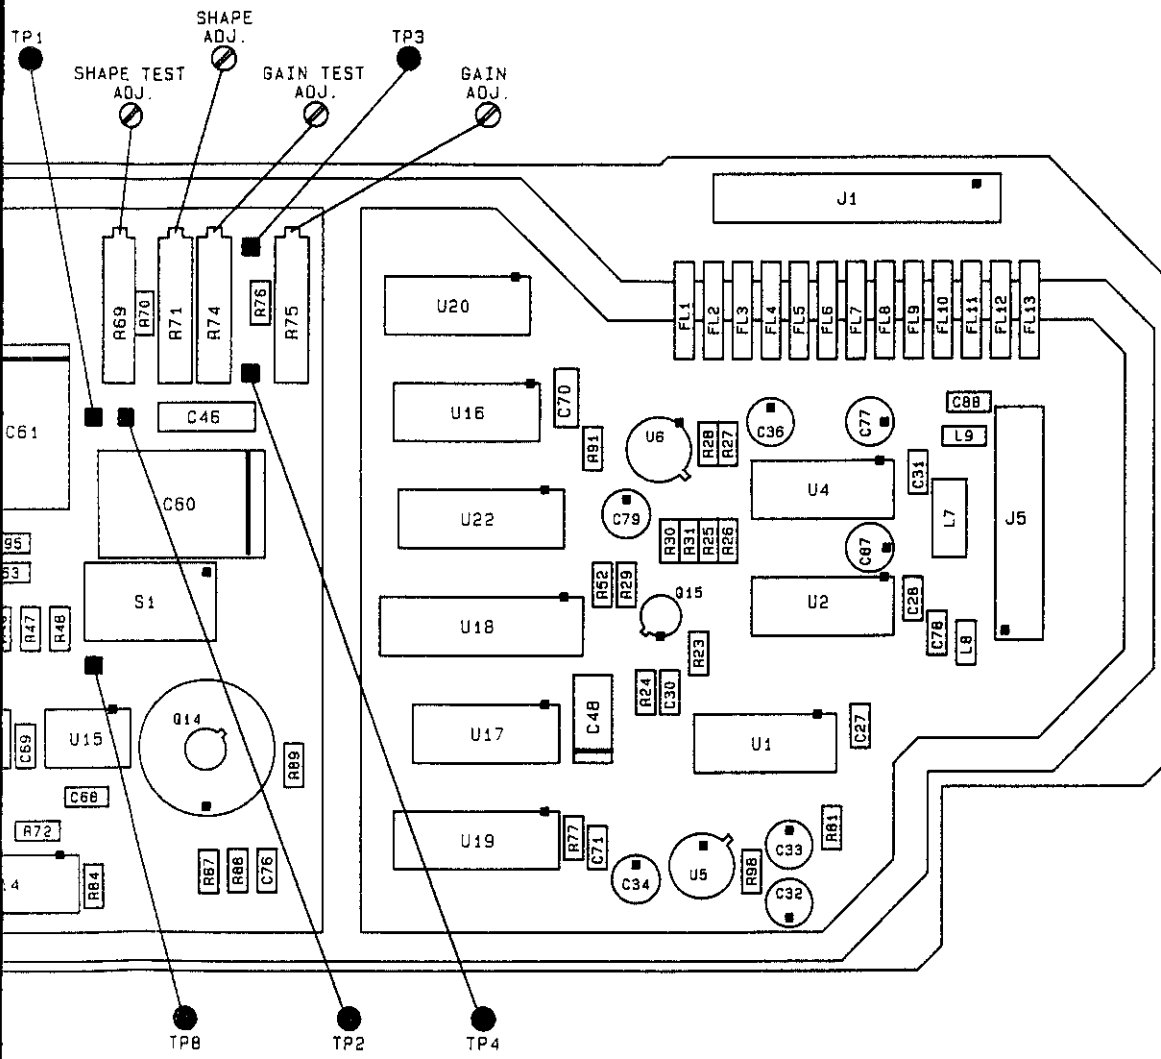 TP1
SHAPE
ADJ.
TP3
SHAPE TEST
ADJ.
GAIN TEST
ADJ.
GAIN
ADJ.
J1
R69
R70
R71
R74
R76
R75
U20
FL1
FL2
FL3
FL4
FL5
FL6
FL7
FL8
FL9
FL10
FL11
FL12
FL13
C61
C46
U16
C70
R91
U6
R28
R27
C36
C77
C88
L9
C60
U22
C79
U4
C31
L7
J5
R30
R31
R25
R26
C87
95
53
S1
R52
R29
Q15
U2
C28
C78
L8
R47
R48
U18
R23
R24
C30
C69
U15
Q14
R89
U17
C48
U1
C27
C68
R72
U19
R77
C71
C34
U5
R98
C33
C32
R81
4
R84
R87
R88
C76
TP8
TP2
TP4